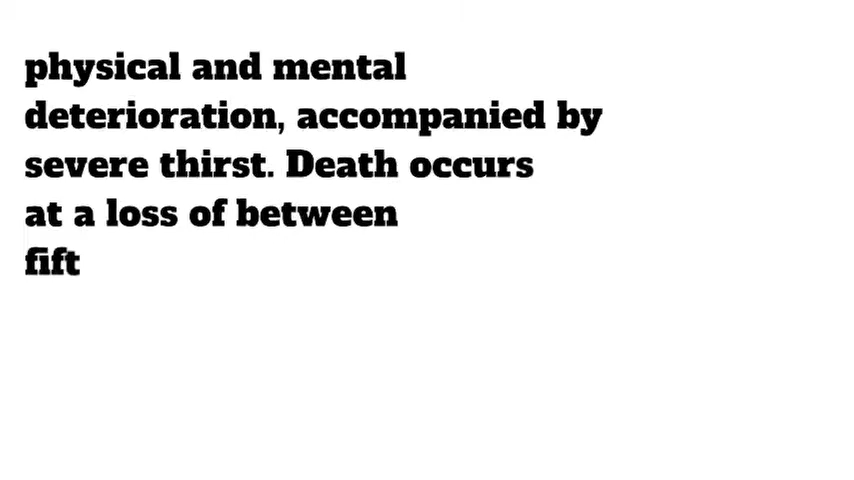 physical and mental
deterioration, accompanied by
severe thirst. Death occurs
at a loss of between
fift